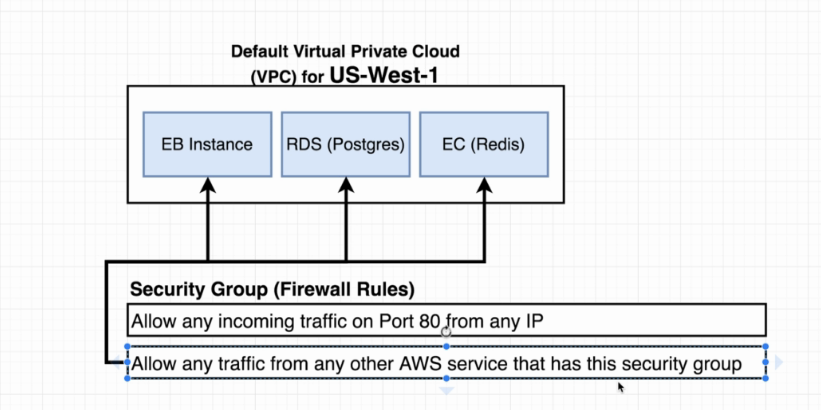 Default Virtual Private Cloud
(VPC) for US-West-1
EB Instance
RDS (Postgres)
EC (Redis)
Security Group (Firewall Rules)
Allow any incoming traffic on Port 80 from any IP
Allow any traffic from any other AWS service that has this security group